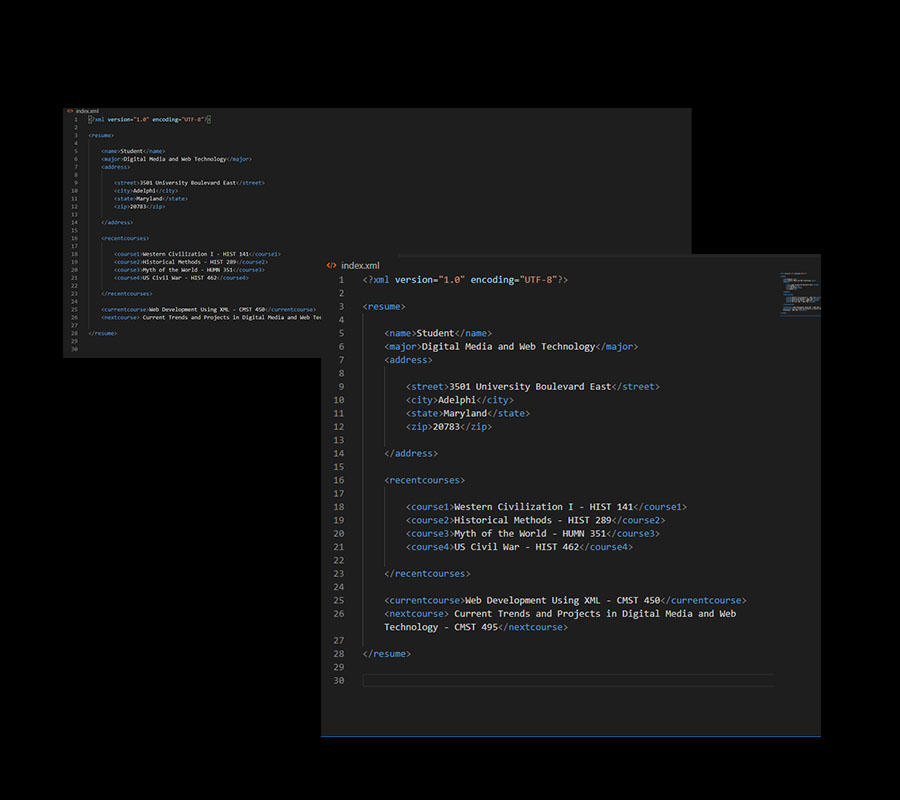 index.xml
1 <?xml version="1.0" encoding="UTF-8"?>
2
3 <resume>
4
5 <name>Student</name>
6 <major>Digital Media and Web Technology</major>
7 <address>
8
9 <street>3501 University Boulevard East</street>
10 <city>Adelphi</city>
11 <state>Maryland</state>
12 <zip>20783</zip>
13
14 </address>
15
16 <recentcourses>
17
18 <course1>Western Civilization I - HIST 141</course1>
19 <course2>Historical Methods - HIST 289</course2>
20 <course3>Myth of the World - HUMN 351</course3>
21 <course4>US Civil War - HIST 462</course4>
22
23 </recentcourses>
24
25 <currentcourse>Web Development Using XML - CMST 450</currentcourse>
26 <nextcourse> Current Trends and Projects in Digital Media and Web Tec
27
28 </resume>
29
30
index.xml
1 <?xml version="1.0" encoding="UTF-8"?>
2
3 <resume>
4
5 <name>Student</name>
6 <major>Digital Media and Web Technology</major>
7 <address>
8
9 <street>3501 University Boulevard East</street>
10 <city>Adelphi</city>
11 <state>Maryland</state>
12 <zip>20783</zip>
13
14 </address>
15
16 <recentcourses>
17
18 <course1>Western Civilization I - HIST 141</course1>
19 <course2>Historical Methods - HIST 289</course2>
20 <course3>Myth of the World - HUMN 351</course3>
21 <course4>US Civil War - HIST 462</course4>
22
23 </recentcourses>
24
25 <currentcourse>Web Development Using XML - CMST 450</currentcourse>
26 <nextcourse> Current Trends and Projects in Digital Media and Web
Technology - CMST 495</nextcourse>
27
28 </resume>
29
30